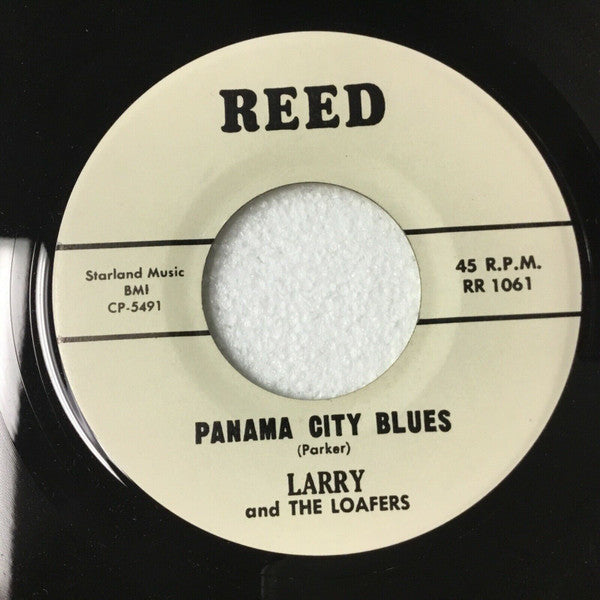 REED
Starland Music
BMI
CP-5491
45 R.P.M.
RR 1061
PANAMA CITY BLUES
(Parker)
LARRY
and THE LOAFERS